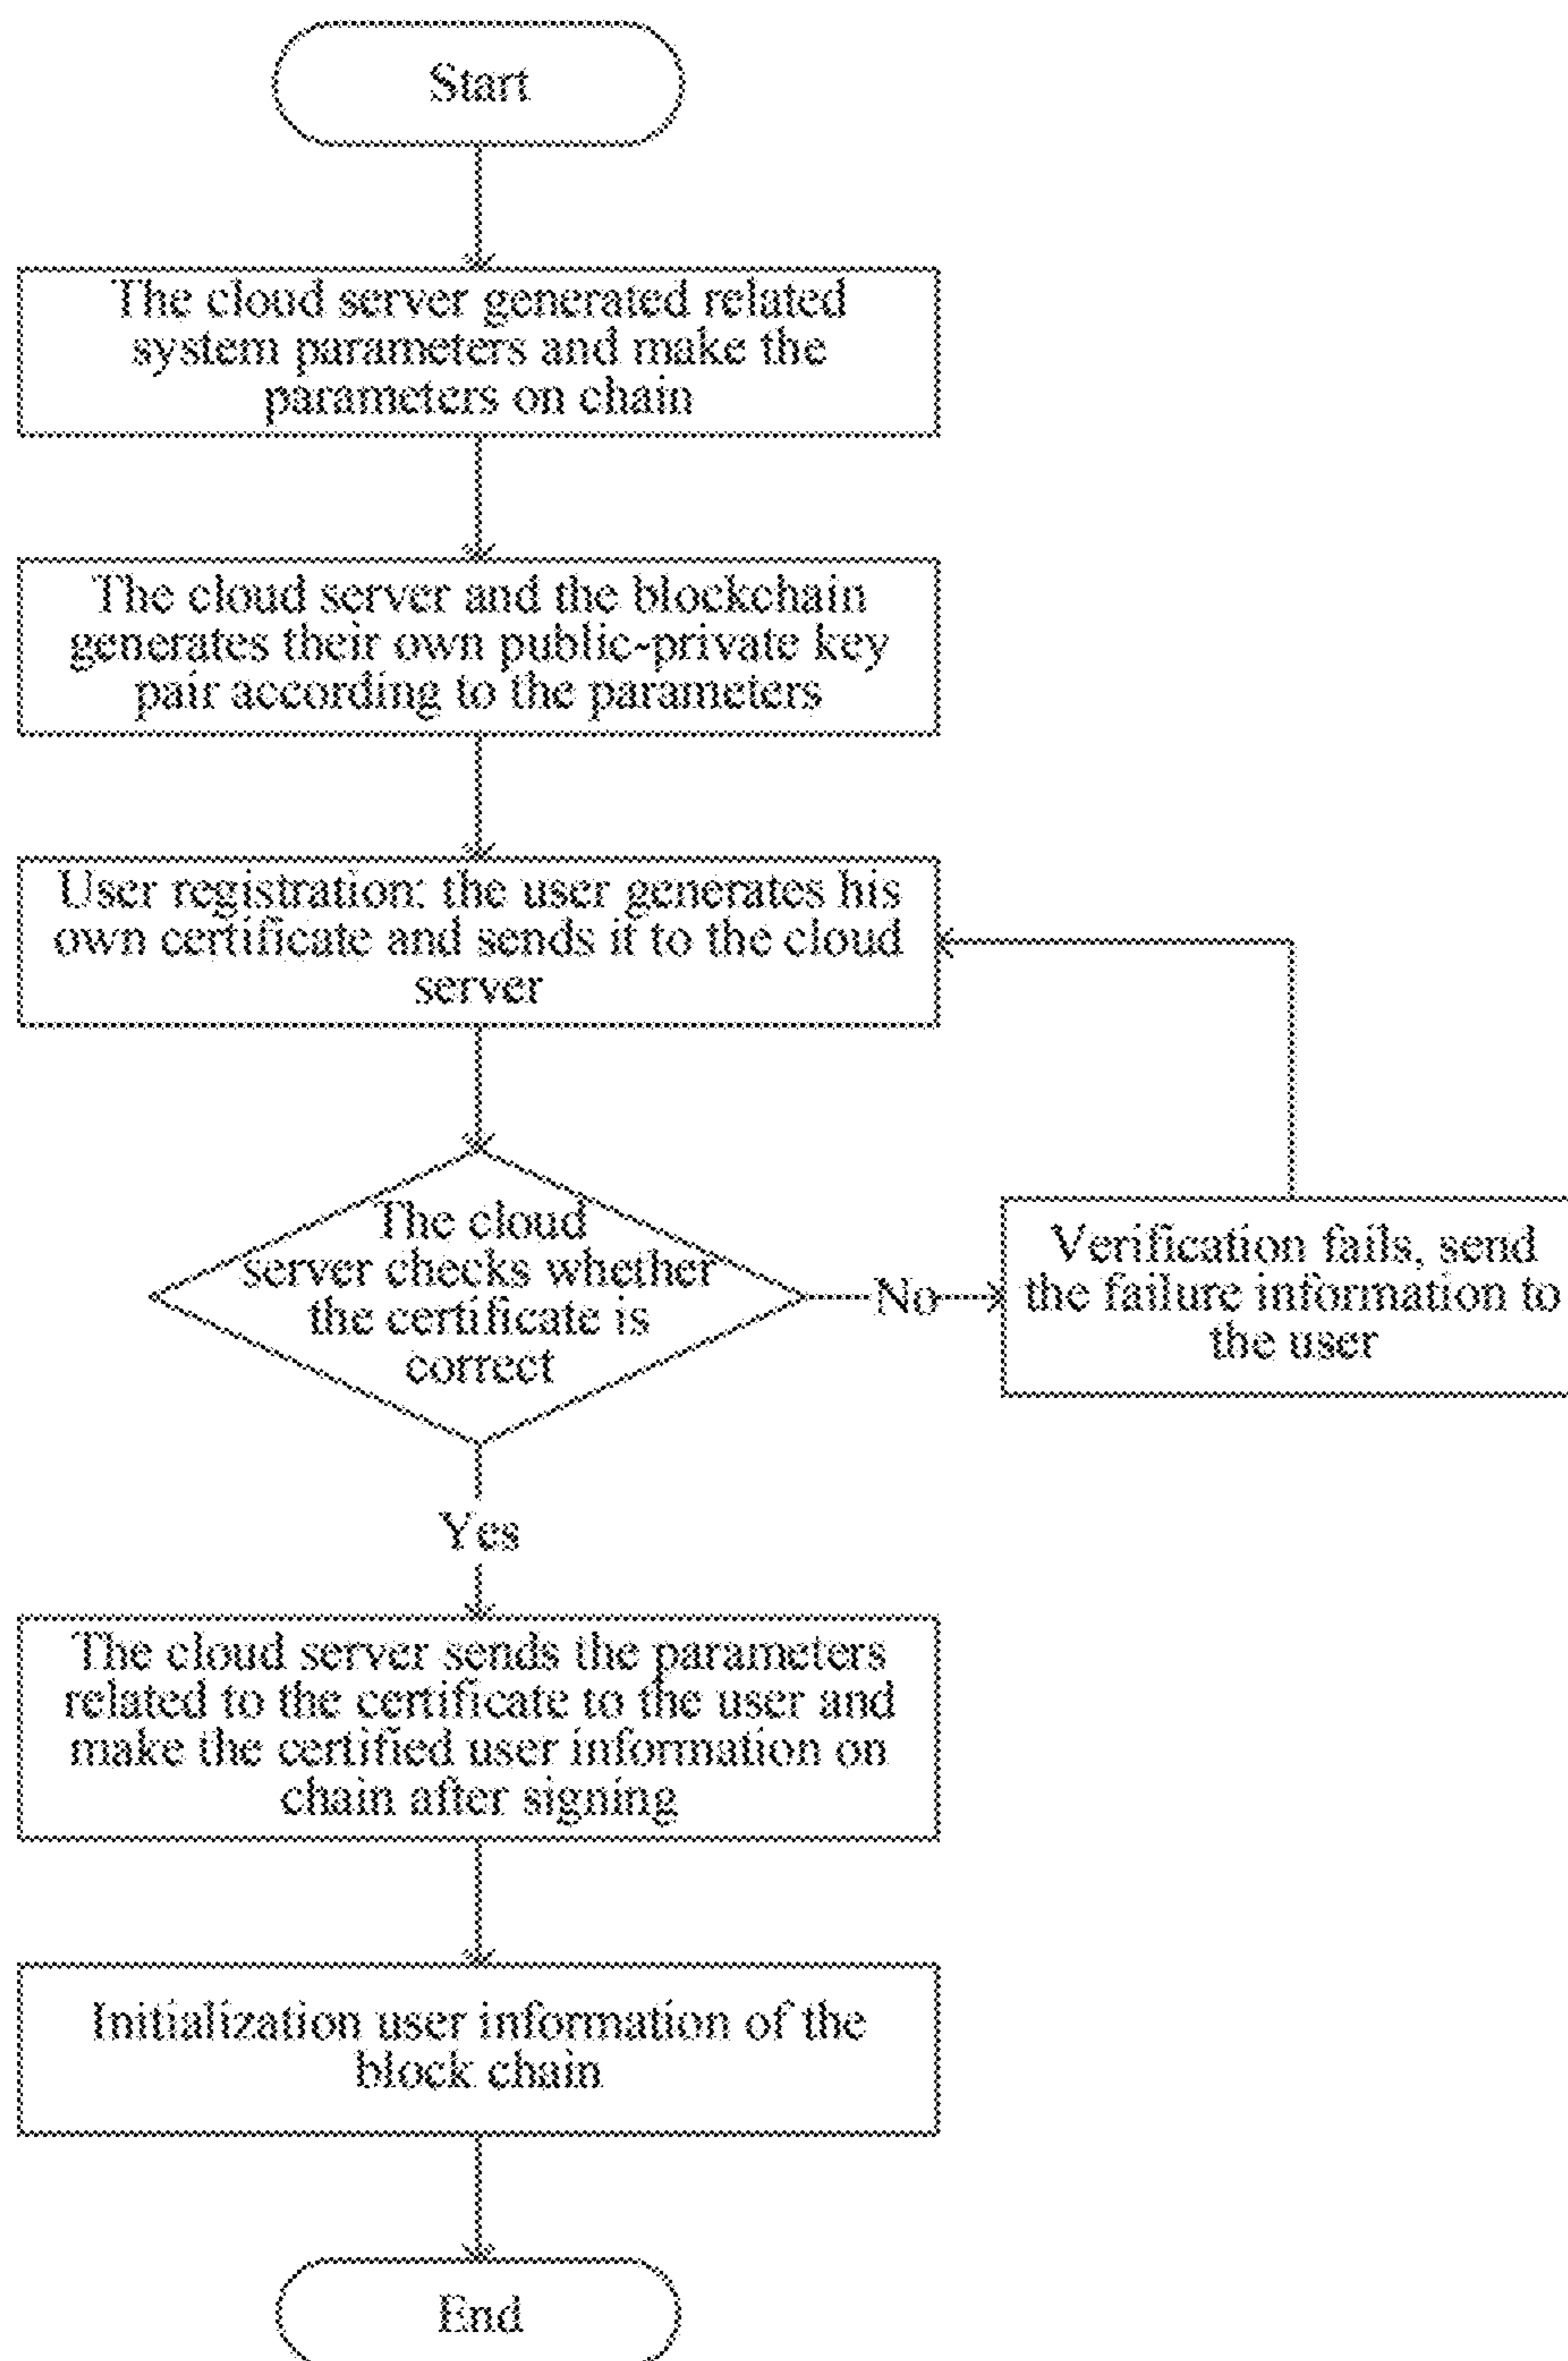 Start
The cloud server generated related
system parameters and make the
parameters on chain
The cloud server and the blockchain
generates their own public-private key
pair according to the parameters
User registration: the user generates his
own certificate and sends it to the cloud
server
The cloud
server checks whether
the certificate is
correct
No
Verification fails, send
the failure information to
the user
Yes
The cloud server sends the parameters
related to the certificate to the user and
make the certified user information on
chain after signing
Initialization user information of the
block chain
End